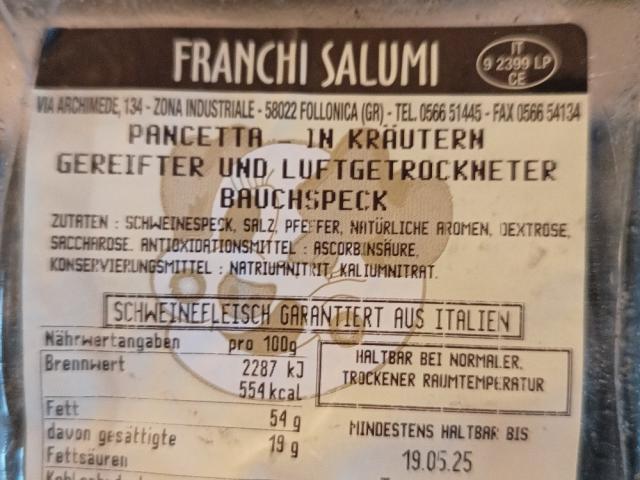 FRANCHI SALUMI
IT
9 2399 LP
CE
VIA ARCHIMEDE, 134 - ZONA INDUSTRIALE - 58022 FOLLONICA (GR) - TEL. 0566 51445 - FAX 0566 54134
PANCETTA - IN KRÄUTERN
GEREIFTER UND LUFTGETROCKNETER
BAUCHSPECK
ZUTATEN : SCHWEINESPECK, SALZ, PFEFFER, NATÜRLICHE AROMEN, DEXTROSE,
SACCHAROSE. ANTIOXIDATIONSMITTEL : ASCORBINSÄURE,
KONSERVIERUNGSMITTEL : NATRIUMNITRIT, KALIUMNITRAT.
SCHWEINEFLEISCH GARANTIERT AUS ITALIEN
Nährwertangaben pro 100g
Brennwert 2287 kJ
554 kcal
Fett 54 g
davon gesättigte 19 g
Fettsäuren
HALTBAR BEI NORMALER,
TROCKENER RAUMTEMPERATUR
MINDESTENS HALTBAR BIS
19.05.25